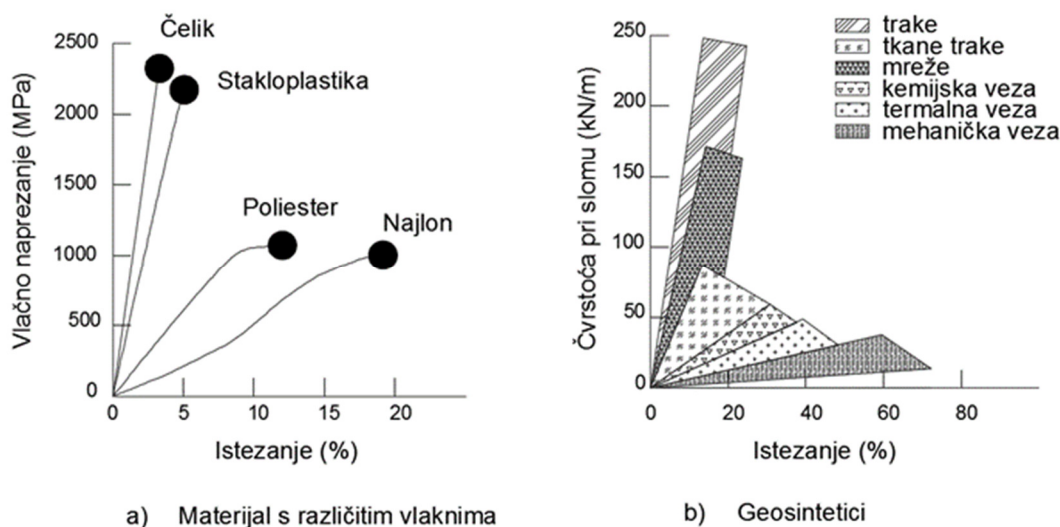 Čelik
Stakloplastika
Poliester
Najlon
Vlačno naprezanje (MPa)
2500
2000
1500
1000
500
0
0 5 10 15 20
Istezanje (%)
a) Materijal s različitim vlaknima
trake
tkane trake
mreže
kemijska veza
termalna veza
mehanička veza
Čvrstoća pri slomu (kN/m)
250
200
150
100
50
0
0 20 40 60 80
Istezanje (%)
b) Geosintetici